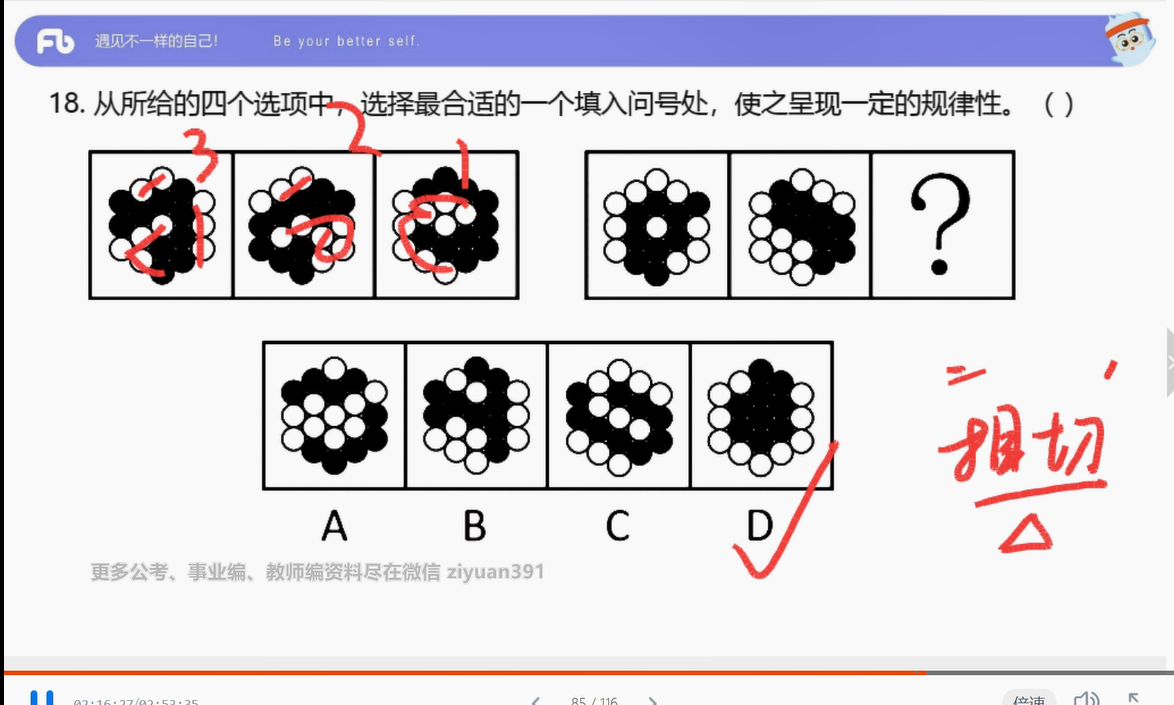 Fb 遇见不一样的自己! Be your better self.
18. 从所给的四个选项中，选择最合适的一个填入问号处，使之呈现一定的规律性。（ ）
3 2 1
?
相切
A B C D
更多公考、事业编、教师编资料尽在微信 ziyuan391
02:16:27/02:53:35 85 / 116 倍速